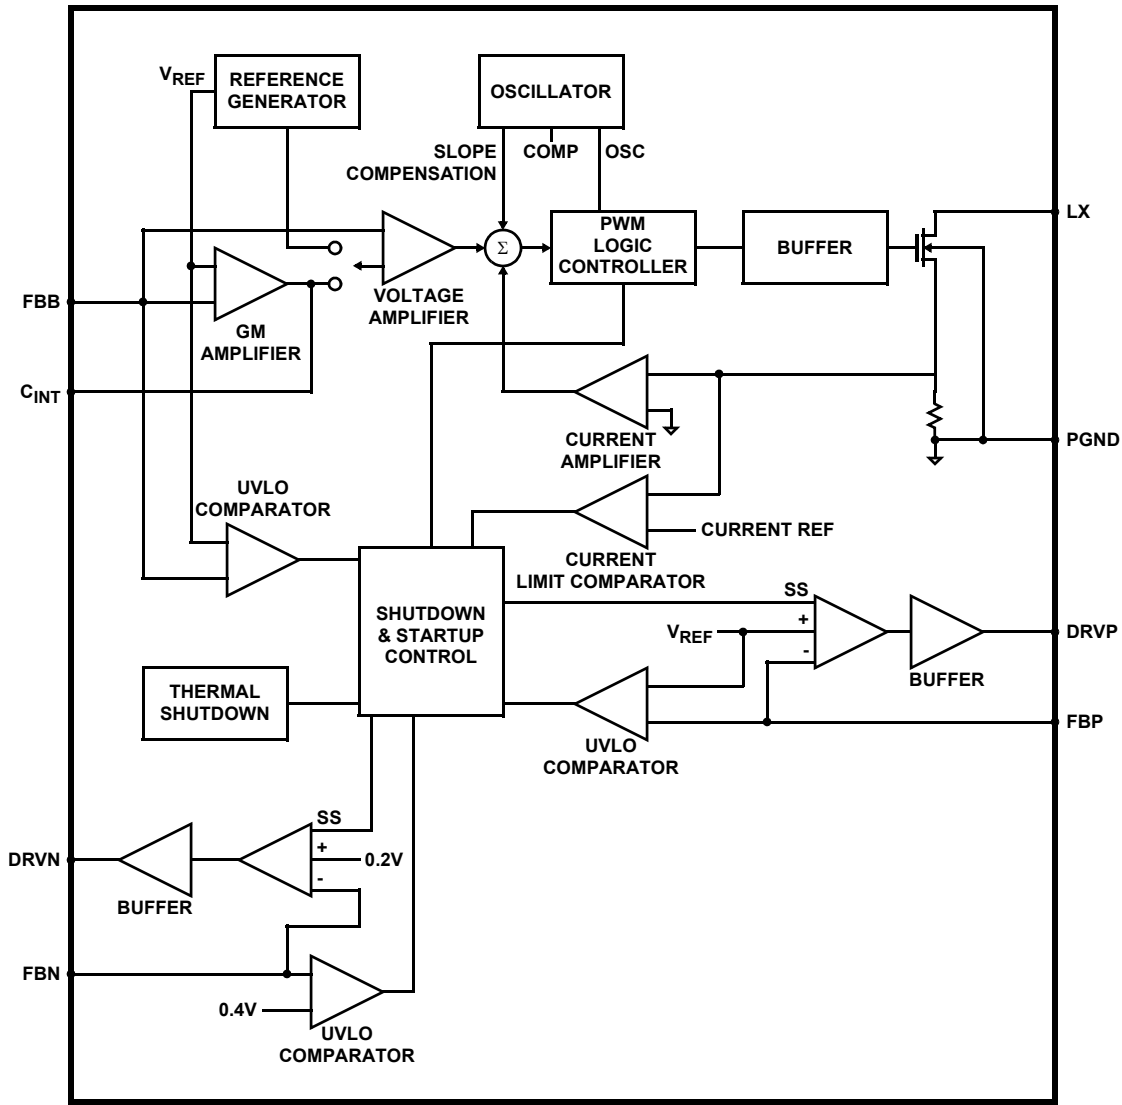 VREF
REFERENCE
GENERATOR
OSCILLATOR
SLOPE
COMPENSATION
COMP
OSC
LX
PWM
LOGIC
CONTROLLER
BUFFER
Σ
VOLTAGE
AMPLIFIER
FBB
GM
AMPLIFIER
CINT
CURRENT
AMPLIFIER
PGND
UVLO
COMPARATOR
CURRENT REF
CURRENT
LIMIT COMPARATOR
SHUTDOWN
& STARTUP
CONTROL
SS
+
-
VREF
DRVP
BUFFER
THERMAL
SHUTDOWN
FBP
UVLO
COMPARATOR
SS
+
-
0.2V
DRVN
BUFFER
FBN
0.4V
UVLO
COMPARATOR